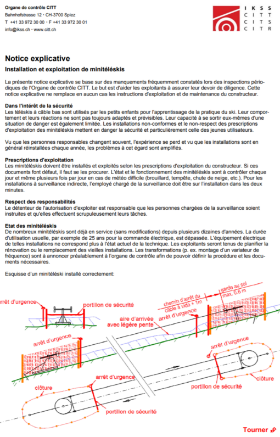 Organe de contrôle CITT
Bahnhofstrasse 12 · CH-3700 Spiez
T +41 33 972 30 00 · F +41 33 972 30 01
info@ikss.ch · www.citt.ch
I K S S
C I T T
C I T S
C I T R
Notice explicative
Installation et exploitation de minitéléskis
La présente notice explicative se base sur des manquements fréquemment constatés lors des inspections pério-
diques de l'Organe de contrôle CITT. Le but est d'aider les exploitants à assurer leur devoir de diligence. Cette
notice explicative ne remplace en aucun cas les instructions d'exploitation et de maintenance du constructeur.
Dans l'intérêt de la sécurité
Les téléskis à câble bas sont utilisés par les petits enfants pour l'apprentissage de la pratique du ski. Leur compor-
tement et leurs réactions ne sont pas toujours adaptés et prévisibles. Leur capacité à se sortir eux-mêmes d'une
situation de danger est également limitée. Les installations non-conformes et le non-respect des prescriptions
d'exploitation des minitéléskis mettent en danger la sécurité et particulièrement celle des jeunes utilisateurs.
Vu que les personnes responsables changent souvent, l'expérience se perd et vu que les installations sont en
général réinstallées chaque année, les problèmes à cet égard sont amplifiés.
Prescriptions d'exploitation
Les minitéléskis doivent être installés et exploités selon les prescriptions d'exploitation du constructeur. Si ces
documents font défaut, il faut se les procurer. L'état et le fonctionnement des minitéléskis sont à contrôler chaque
jour et même plusieurs fois par jour en cas de météo difficile (brouillard, tempête, chute de neige, etc.). Pour les
installations à surveillance indirecte, l'employé chargé de la surveillance doit être sur l'installation dans les deux
minutes.
Respect des responsabilités
Le détenteur de l'autorisation d'exploiter est responsable que les personnes chargées de la surveillance soient
instruites et qu'elles effectuent scrupuleusement leurs tâches.
Etat des minitéléskis
De nombreux minitéléskis sont déjà en service (sans modifications) depuis plusieurs dizaines d'années. La durée
d'utilisation usuelle, par exemple de 25 ans pour la commande électrique, est dépassée. L'équipement électrique
de telles installations ne correspond plus à l'état actuel de la technique. Les exploitants seront tenus de planifier la
rénovation ou le remplacement des vieilles installations. Les transformations (p. ex. montage d'un variateur de
fréquence) sont à annoncer préalablement à l'organe de contrôle afin de pouvoir définir la procédure et les docu-
ments nécessaires.
Esquisse d'un minitéléski installé correctement:
arrêt d'urgence
portillon de sécurité
aire d'arrivée
avec légère pente
arrêt d'urgence
arrêt d'urgence
arrêt d'urgence
clôture
portillon de sécurité
portillon de sécurité
clôture
Tourner